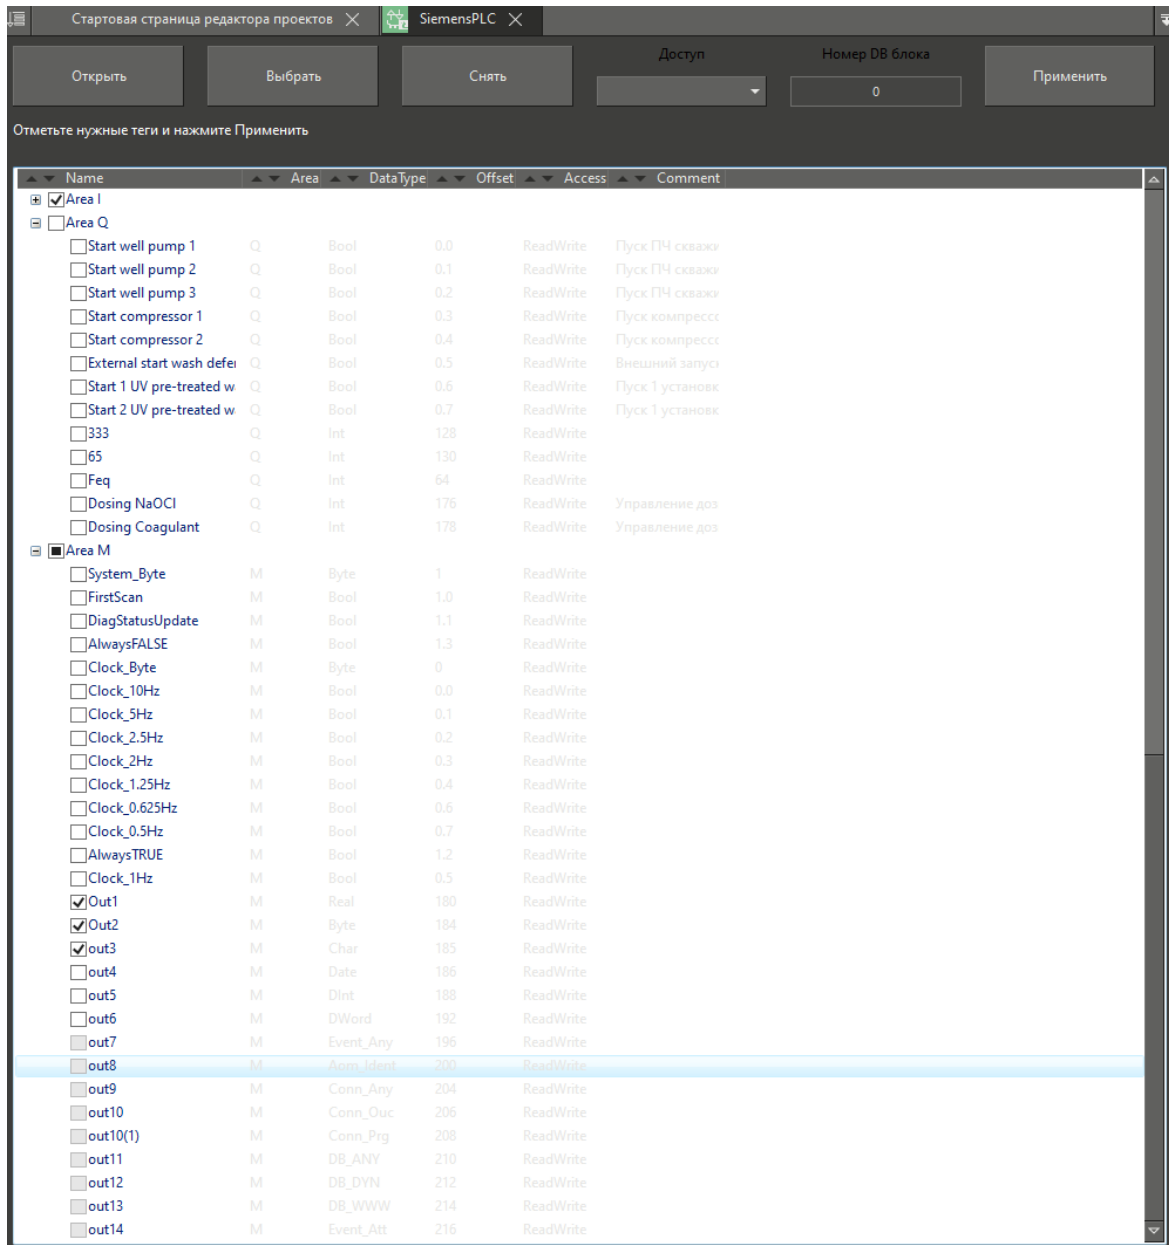 Стартовая страница редактора проектов
SiemensPLC
Открыть Выбрать Снять Доступ Номер DB блока Применить
0
Отметьте нужные теги и нажмите Применить
Name Area DataType Offset Access Comment
Area I
Area Q
Start well pump 1 Q Bool 0.0 ReadWrite Пуск ПЧ скважи
Start well pump 2 Q Bool 0.1 ReadWrite Пуск ПЧ скважи
Start well pump 3 Q Bool 0.2 ReadWrite Пуск ПЧ скважи
Start compressor 1 Q Bool 0.3 ReadWrite Пуск компрессо
Start compressor 2 Q Bool 0.4 ReadWrite Пуск компрессо
External start wash defer Q Bool 0.5 ReadWrite Внешний запуск
Start 1 UV pre-treated w Q Bool 0.6 ReadWrite Пуск 1 установк
Start 2 UV pre-treated w Q Bool 0.7 ReadWrite Пуск 1 установк
333 Q Int 128 ReadWrite
65 Q Int 130 ReadWrite
Feq Q Int 64 ReadWrite
Dosing NaOCl Q Int 176 ReadWrite Управление доз
Dosing Coagulant Q Int 178 ReadWrite Управление доз
Area M
System_Byte M Byte 1 ReadWrite
FirstScan M Bool 1.0 ReadWrite
DiagStatusUpdate M Bool 1.1 ReadWrite
AlwaysFALSE M Bool 1.3 ReadWrite
Clock_Byte M Byte 0 ReadWrite
Clock_10Hz M Bool 0.0 ReadWrite
Clock_5Hz M Bool 0.1 ReadWrite
Clock_2.5Hz M Bool 0.2 ReadWrite
Clock_2Hz M Bool 0.3 ReadWrite
Clock_1.25Hz M Bool 0.4 ReadWrite
Clock_0.625Hz M Bool 0.6 ReadWrite
Clock_0.5Hz M Bool 0.7 ReadWrite
AlwaysTRUE M Bool 1.2 ReadWrite
Clock_1Hz M Bool 0.5 ReadWrite
Out1 M Real 180 ReadWrite
Out2 M Byte 184 ReadWrite
out3 M Char 185 ReadWrite
out4 M Date 186 ReadWrite
out5 M DInt 188 ReadWrite
out6 M DWord 192 ReadWrite
out7 M Event_Any 196 ReadWrite
out8 M Aom_Ident 200 ReadWrite
out9 M Conn_Any 204 ReadWrite
out10 M Conn_Ouc 206 ReadWrite
out10(1) M Conn_Prg 208 ReadWrite
out11 M DB_ANY 210 ReadWrite
out12 M DB_DYN 212 ReadWrite
out13 M DB_WWW 214 ReadWrite
out14 M Event_Att 216 ReadWrite